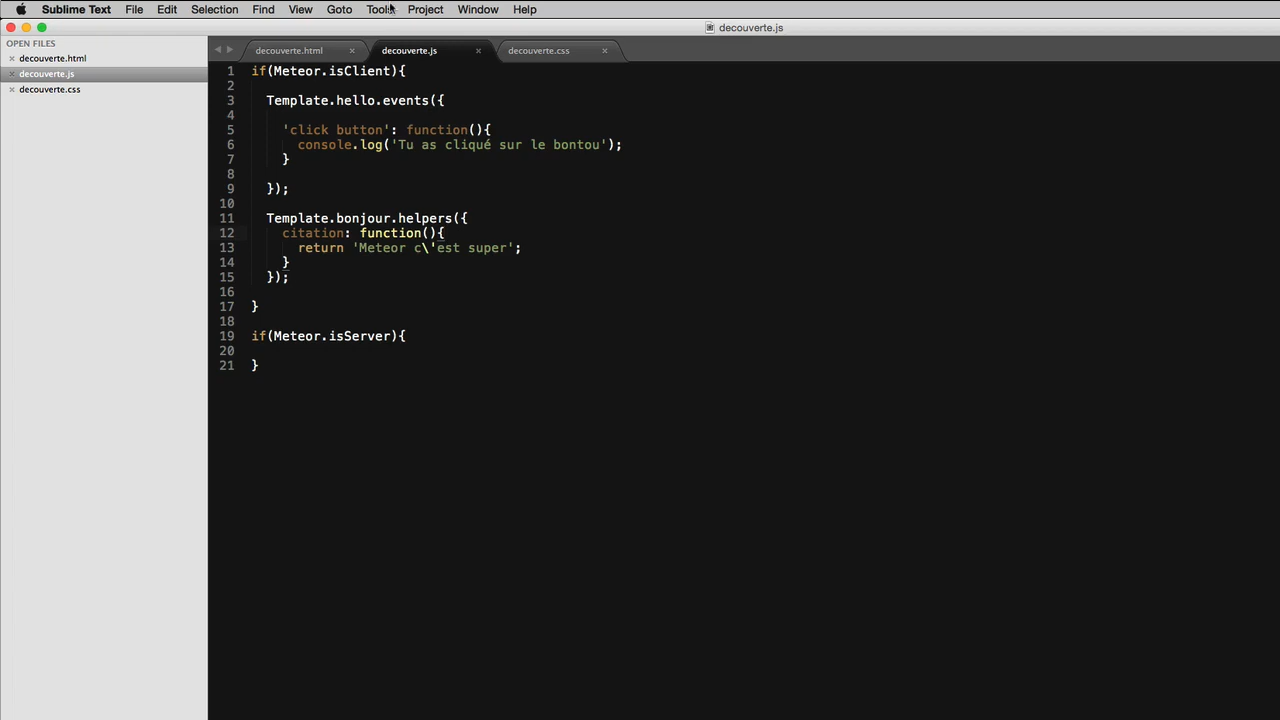 Sublime Text File Edit Selection Find View Goto Tools Project Window Help
decouverte.js
OPEN FILES
decouverte.html
decouverte.js
decouverte.css
decouverte.html × decouverte.js × decouverte.css ×
1 if(Meteor.isClient){
2
3 Template.hello.events({
4
5 'click button': function(){
6 console.log('Tu as cliqué sur le bontou');
7 }
8
9 });
10
11 Template.bonjour.helpers({
12 citation: function(){
13 return 'Meteor c\'est super';
14 }
15 });
16
17 }
18
19 if(Meteor.isServer){
20
21 }